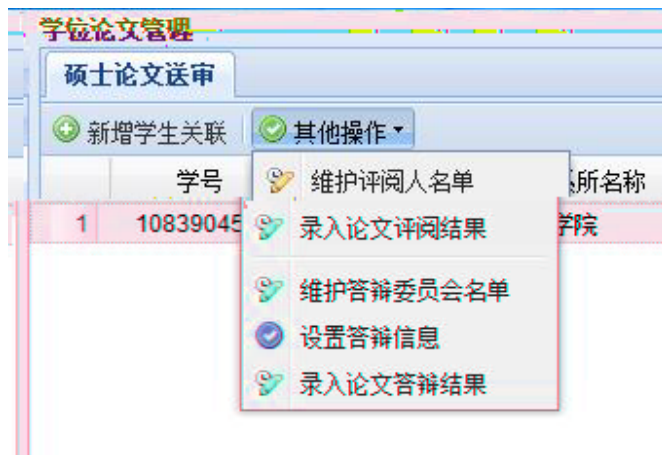 学位论文管理
硕士论文送审
新增学生关联 其他操作
学号 所名称
维护评阅人名单
1 10839045 学院
录入论文评阅结果
维护答辩委员会名单
设置答辩信息
录入论文答辩结果